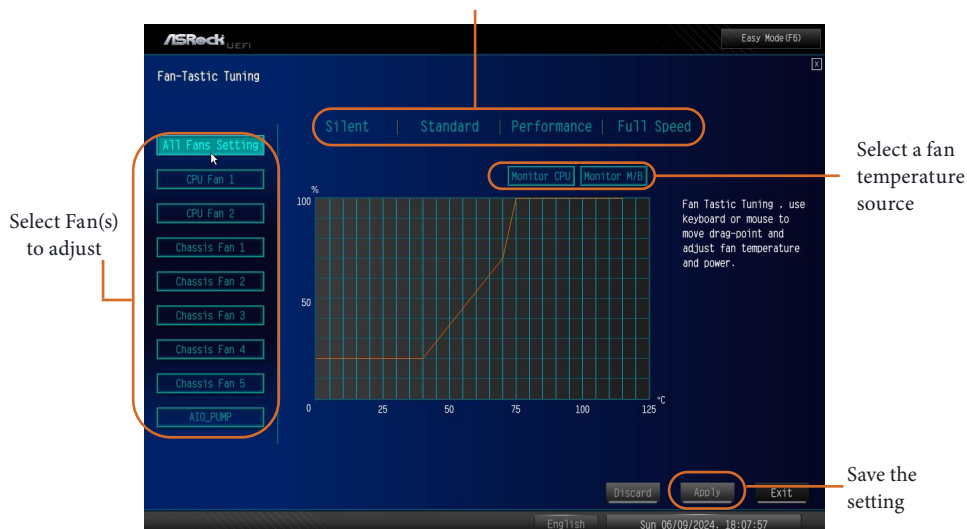 ASRock UEFI
Easy Mode(F6)
X
Fan-Tastic Tuning
Silent | Standard | Performance | Full Speed
All Fans Setting
CPU Fan 1
CPU Fan 2
Chassis Fan 1
Chassis Fan 2
Chassis Fan 3
Chassis Fan 4
Chassis Fan 5
AIO_PUMP
Select Fan(s)
to adjust
Monitor CPU
Monitor M/B
Select a fan
temperature
source
%
100
50
0
25
50
75
100
125
°C
Fan Tastic Tuning , use
Keyboard or mouse to
move drag-point and
adjust fan temperature
and power.
Discard
Apply
Exit
Save the
setting
English
Sun 06/09/2024, 18:07:57